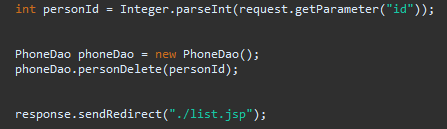 int personId = Integer.parseInt(request.getParameter("id"));
PhoneDao phoneDao = new PhoneDao();
phoneDao.personDelete(personId);
response.sendRedirect("./list.jsp");